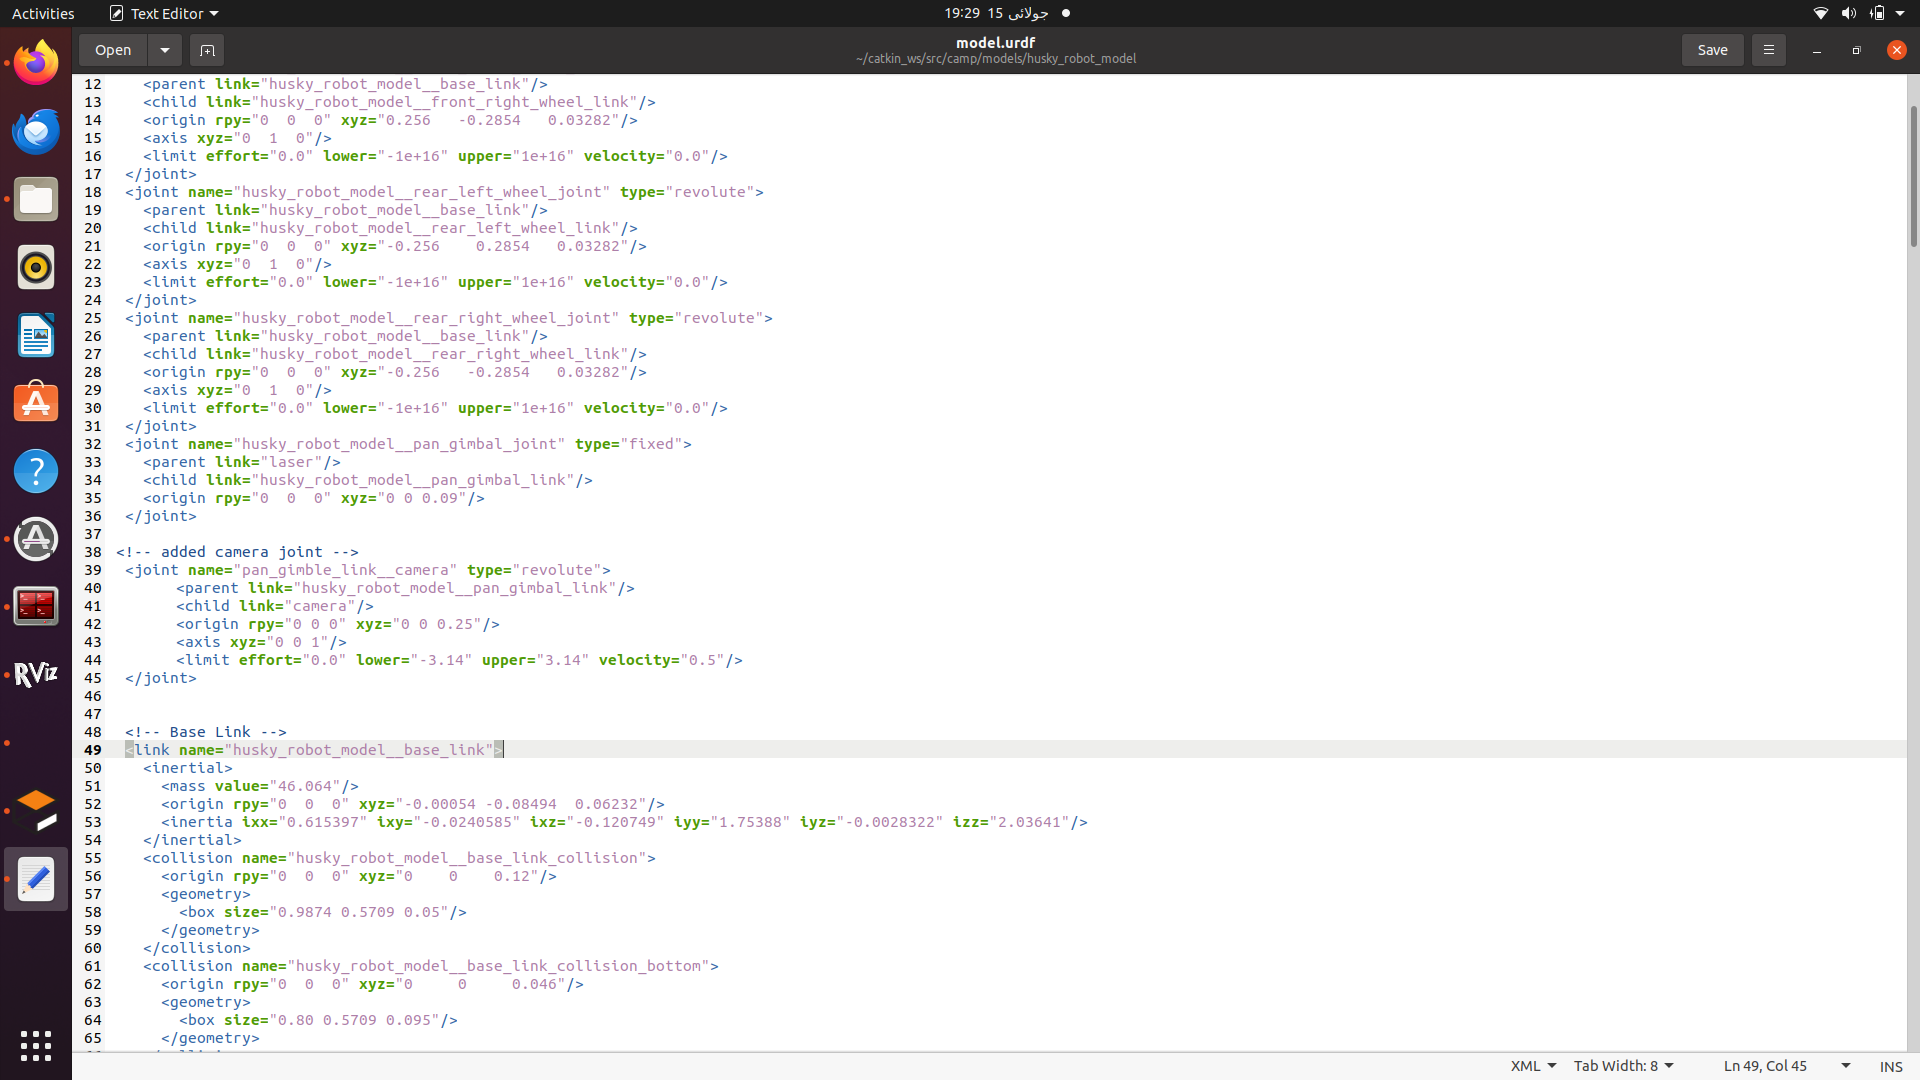 Activities
Text Editor
19:29 15 جولائی
Open
model.urdf
~/catkin_ws/src/camp/models/husky_robot_model
Save
12 <parent link="husky_robot_model__base_link"/>
13 <child link="husky_robot_model__front_right_wheel_link"/>
14 <origin rpy="0  0  0" xyz="0.256   -0.2854   0.03282"/>
15 <axis xyz="0  1  0"/>
16 <limit effort="0.0" lower="-1e+16" upper="1e+16" velocity="0.0"/>
17 </joint>
18 <joint name="husky_robot_model__rear_left_wheel_joint" type="revolute">
19 <parent link="husky_robot_model__base_link"/>
20 <child link="husky_robot_model__rear_left_wheel_link"/>
21 <origin rpy="0  0  0" xyz="-0.256    0.2854   0.03282"/>
22 <axis xyz="0  1  0"/>
23 <limit effort="0.0" lower="-1e+16" upper="1e+16" velocity="0.0"/>
24 </joint>
25 <joint name="husky_robot_model__rear_right_wheel_joint" type="revolute">
26 <parent link="husky_robot_model__base_link"/>
27 <child link="husky_robot_model__rear_right_wheel_link"/>
28 <origin rpy="0  0  0" xyz="-0.256   -0.2854   0.03282"/>
29 <axis xyz="0  1  0"/>
30 <limit effort="0.0" lower="-1e+16" upper="1e+16" velocity="0.0"/>
31 </joint>
32 <joint name="husky_robot_model__pan_gimbal_joint" type="fixed">
33 <parent link="laser"/>
34 <child link="husky_robot_model__pan_gimbal_link"/>
35 <origin rpy="0  0  0" xyz="0 0 0.09"/>
36 </joint>
37
38 <!-- added camera joint -->
39 <joint name="pan_gimble_link__camera" type="revolute">
40 <parent link="husky_robot_model__pan_gimbal_link"/>
41 <child link="camera"/>
42 <origin rpy="0 0 0" xyz="0 0 0.25"/>
43 <axis xyz="0 0 1"/>
44 <limit effort="0.0" lower="-3.14" upper="3.14" velocity="0.5"/>
45 </joint>
46
47
48 <!-- Base Link -->
49 <link name="husky_robot_model__base_link">
50 <inertial>
51 <mass value="46.064"/>
52 <origin rpy="0  0  0" xyz="-0.00054 -0.08494  0.06232"/>
53 <inertia ixx="0.615397" ixy="-0.0240585" ixz="-0.120749" iyy="1.75388" iyz="-0.0028322" izz="2.03641"/>
54 </inertial>
55 <collision name="husky_robot_model__base_link_collision">
56 <origin rpy="0  0  0" xyz="0    0    0.12"/>
57 <geometry>
58 <box size="0.9874 0.5709 0.05"/>
59 </geometry>
60 </collision>
61 <collision name="husky_robot_model__base_link_collision_bottom">
62 <origin rpy="0  0  0" xyz="0     0     0.046"/>
63 <geometry>
64 <box size="0.80 0.5709 0.095"/>
65 </geometry>
RViz
XML
Tab Width: 8
Ln 49, Col 45
INS